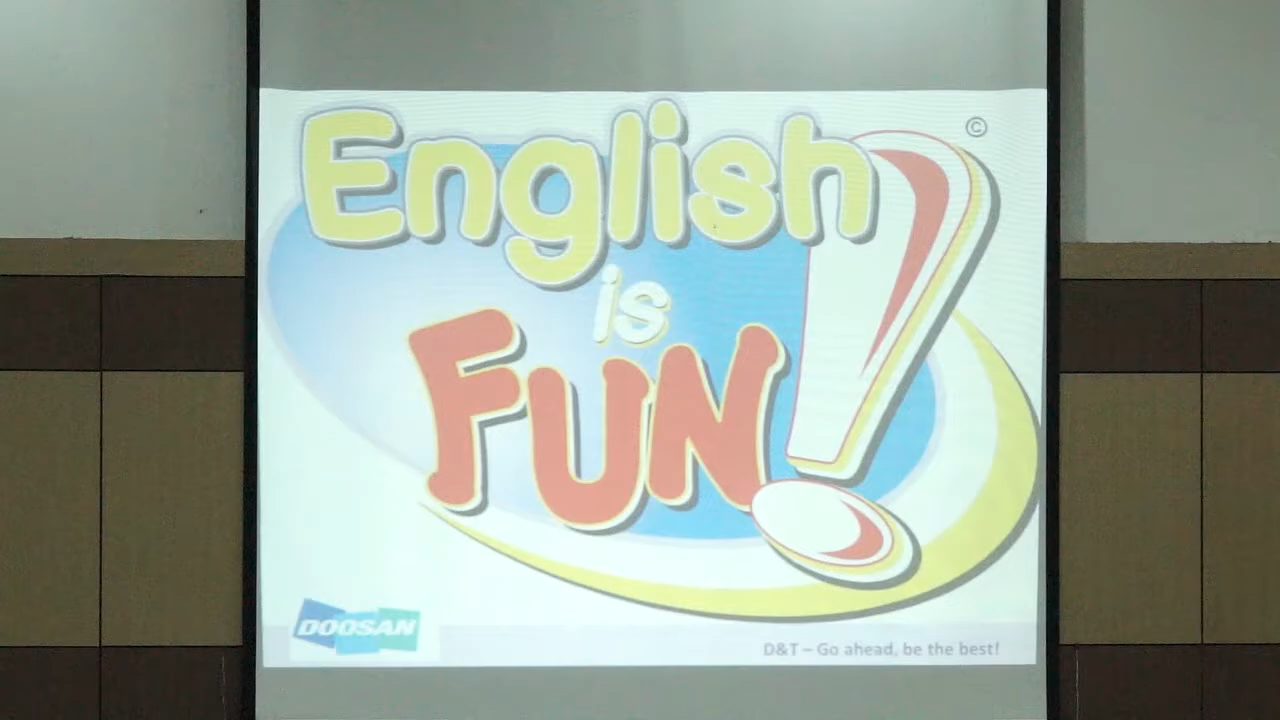 English
©
is
FUN!
DOOSAN
D&T – Go ahead, be the best!